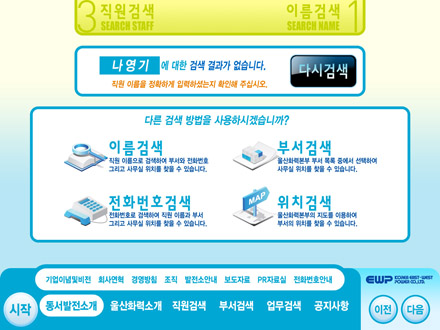 3 직원검색
SEARCH STAFF
이름검색 1
SEARCH NAME
나영기 에 대한 검색 결과가 없습니다.
직원 이름을 정확하게 입력하셨는지 확인해 주십시오.
다시검색
다른 검색 방법을 사용하시겠습니까?
이름검색
직원 이름으로 검색하여 부서와 전화번호
그리고 사무실 위치를 찾을 수 있습니다.
부서검색
울산화력본부 부서 목록 중에서 선택하여
사무실 위치를 찾을 수 있습니다.
전화번호검색
전화번호로 검색하여 직원 이름과 부서
그리고 사무실 위치를 찾을 수 있습니다.
MAP
위치검색
울산화력본부의 지도를 이용하여
부서의 위치를 찾을 수 있습니다.
기업이념및비전 회사연혁 경영방침 조직 발전소안내 보도자료 PR자료실 전화번호안내
EWP KOREA EAST-WEST
POWER CO.,LTD.
시작 동서발전소개 울산화력소개 직원검색 부서검색 업무검색 공지사항 이전 다음